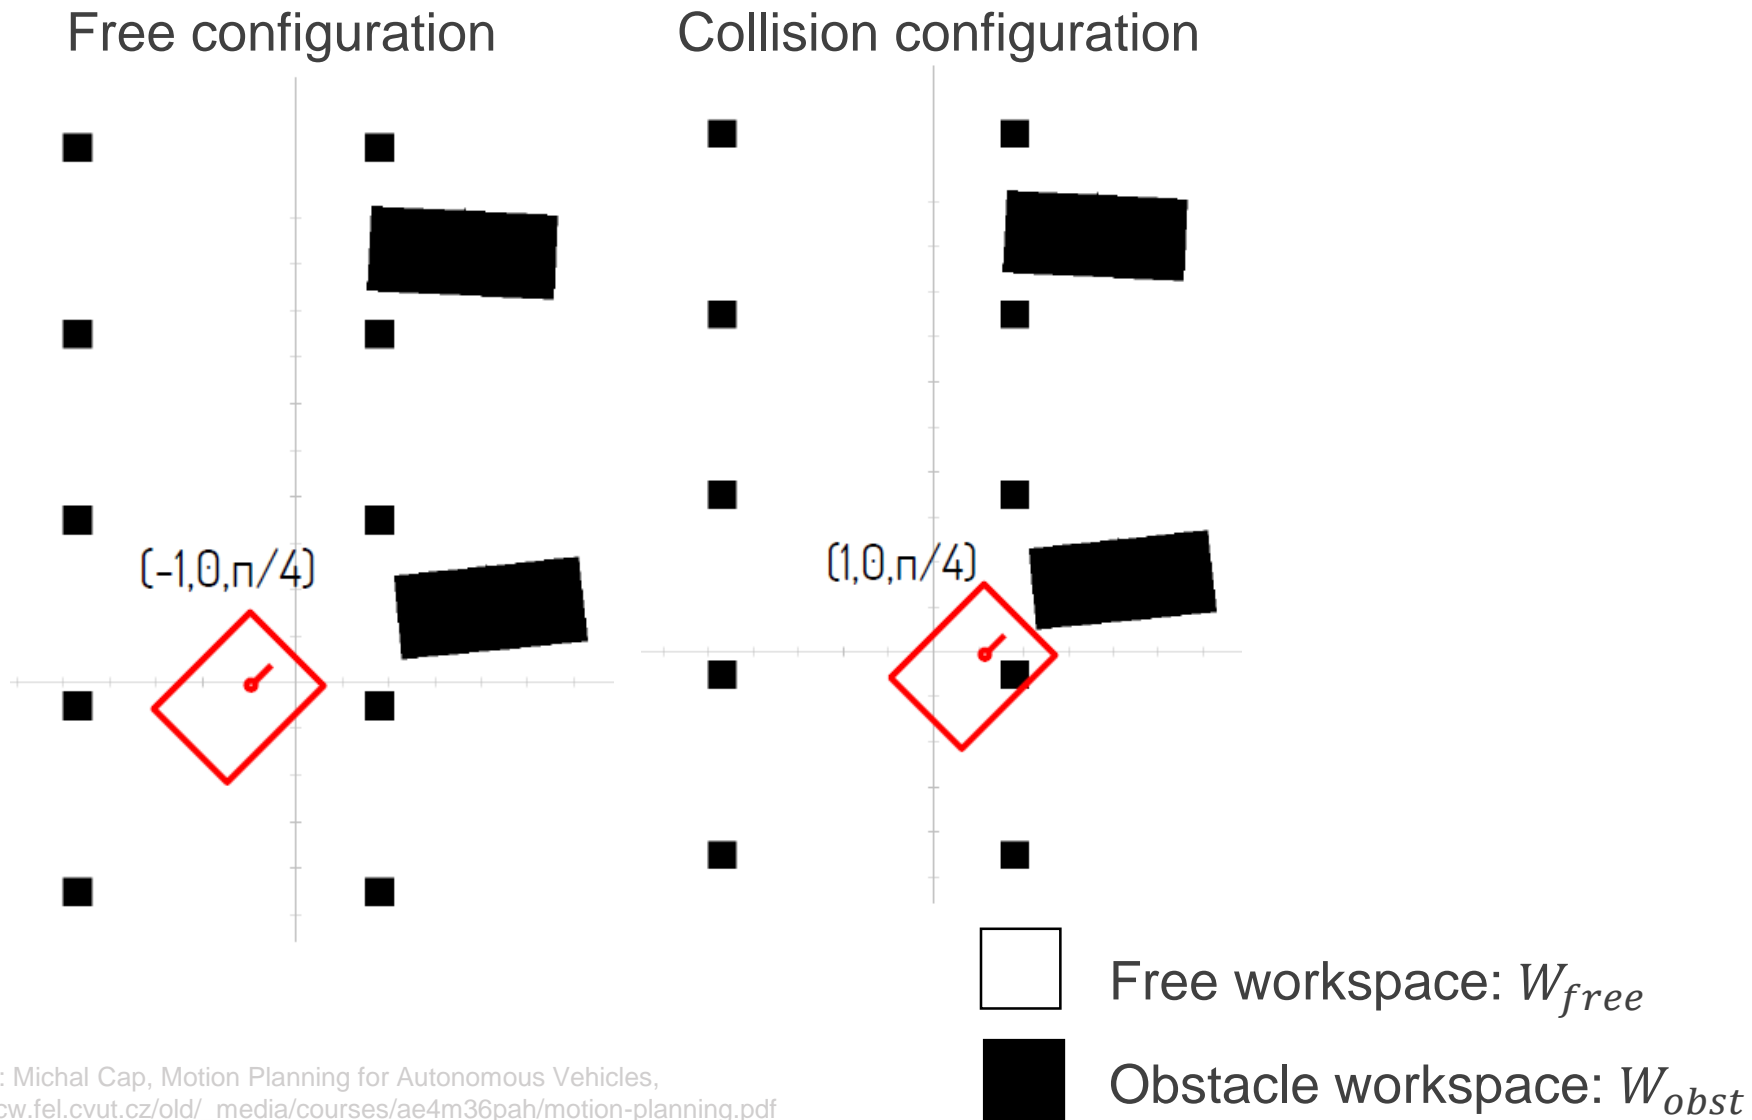 Free configuration
Collision configuration
(-1,0,π/4)
(1,0,π/4)
Free workspace: W_free
Obstacle workspace: W_obst
: Michal Cap, Motion Planning for Autonomous Vehicles,
cw.fel.cvut.cz/old/_media/courses/ae4m36pah/motion-planning.pdf